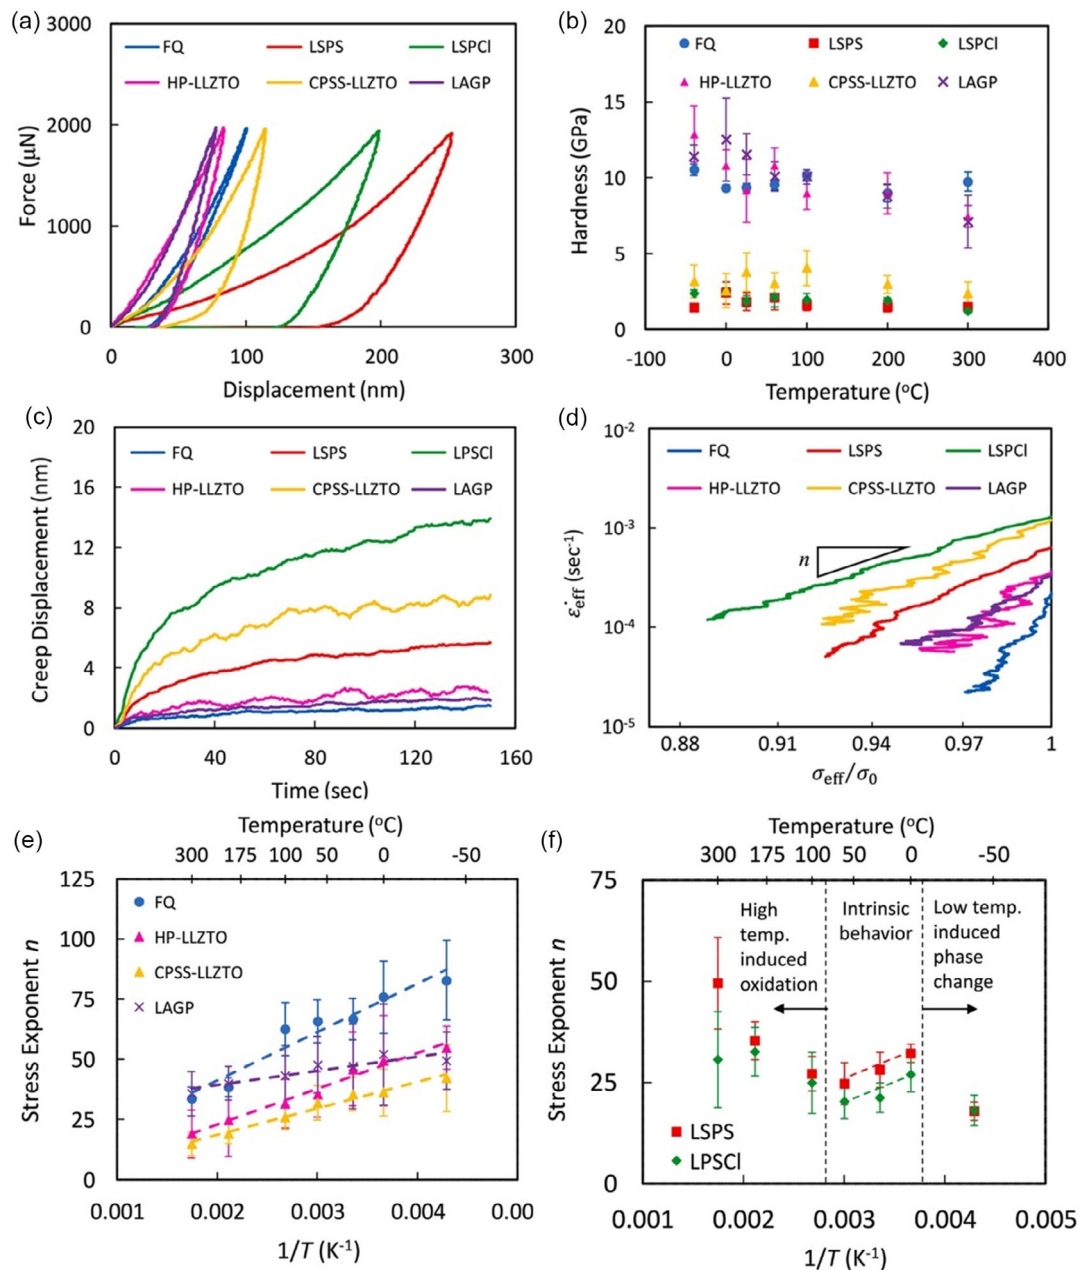 (a)
3000
FQ LSPS LSPCl
HP-LLZTO CPSS-LLZTO LAGP
2000
1000
0
Force (µN)
0 100 200 300
Displacement (nm)
(b)
20
FQ LSPS LSPCl
HP-LLZTO CPSS-LLZTO LAGP
15
10
5
0
Hardness (GPa)
-100 0 100 200 300 400
Temperature (°C)
(c)
20
FQ LSPS LPSCl
HP-LLZTO CPSS-LLZTO LAGP
16
12
8
4
0
Creep Displacement (nm)
0 40 80 120 160
Time (sec)
(d)
10⁻²
FQ LSPS LSPCl
HP-LLZTO CPSS-LLZTO LAGP
10⁻³
n
10⁻⁴
10⁻⁵
ε̇eff (sec⁻¹)
0.88 0.91 0.94 0.97 1
σeff/σ0
(e)
Temperature (°C)
300 175 100 50 0 -50
125
FQ
100
HP-LLZTO
CPSS-LLZTO
75
LAGP
50
25
0
Stress Exponent n
0.001 0.002 0.003 0.004 0.00
1/T (K⁻¹)
(f)
Temperature (°C)
300 175 100 50 0 -50
75
High
temp.
induced
oxidation
Intrinsic
behavior
Low temp.
induced
phase
change
50
25
LSPS
LPSCl
0
Stress Exponent n
0.001 0.002 0.003 0.004 0.005
1/T (K⁻¹)